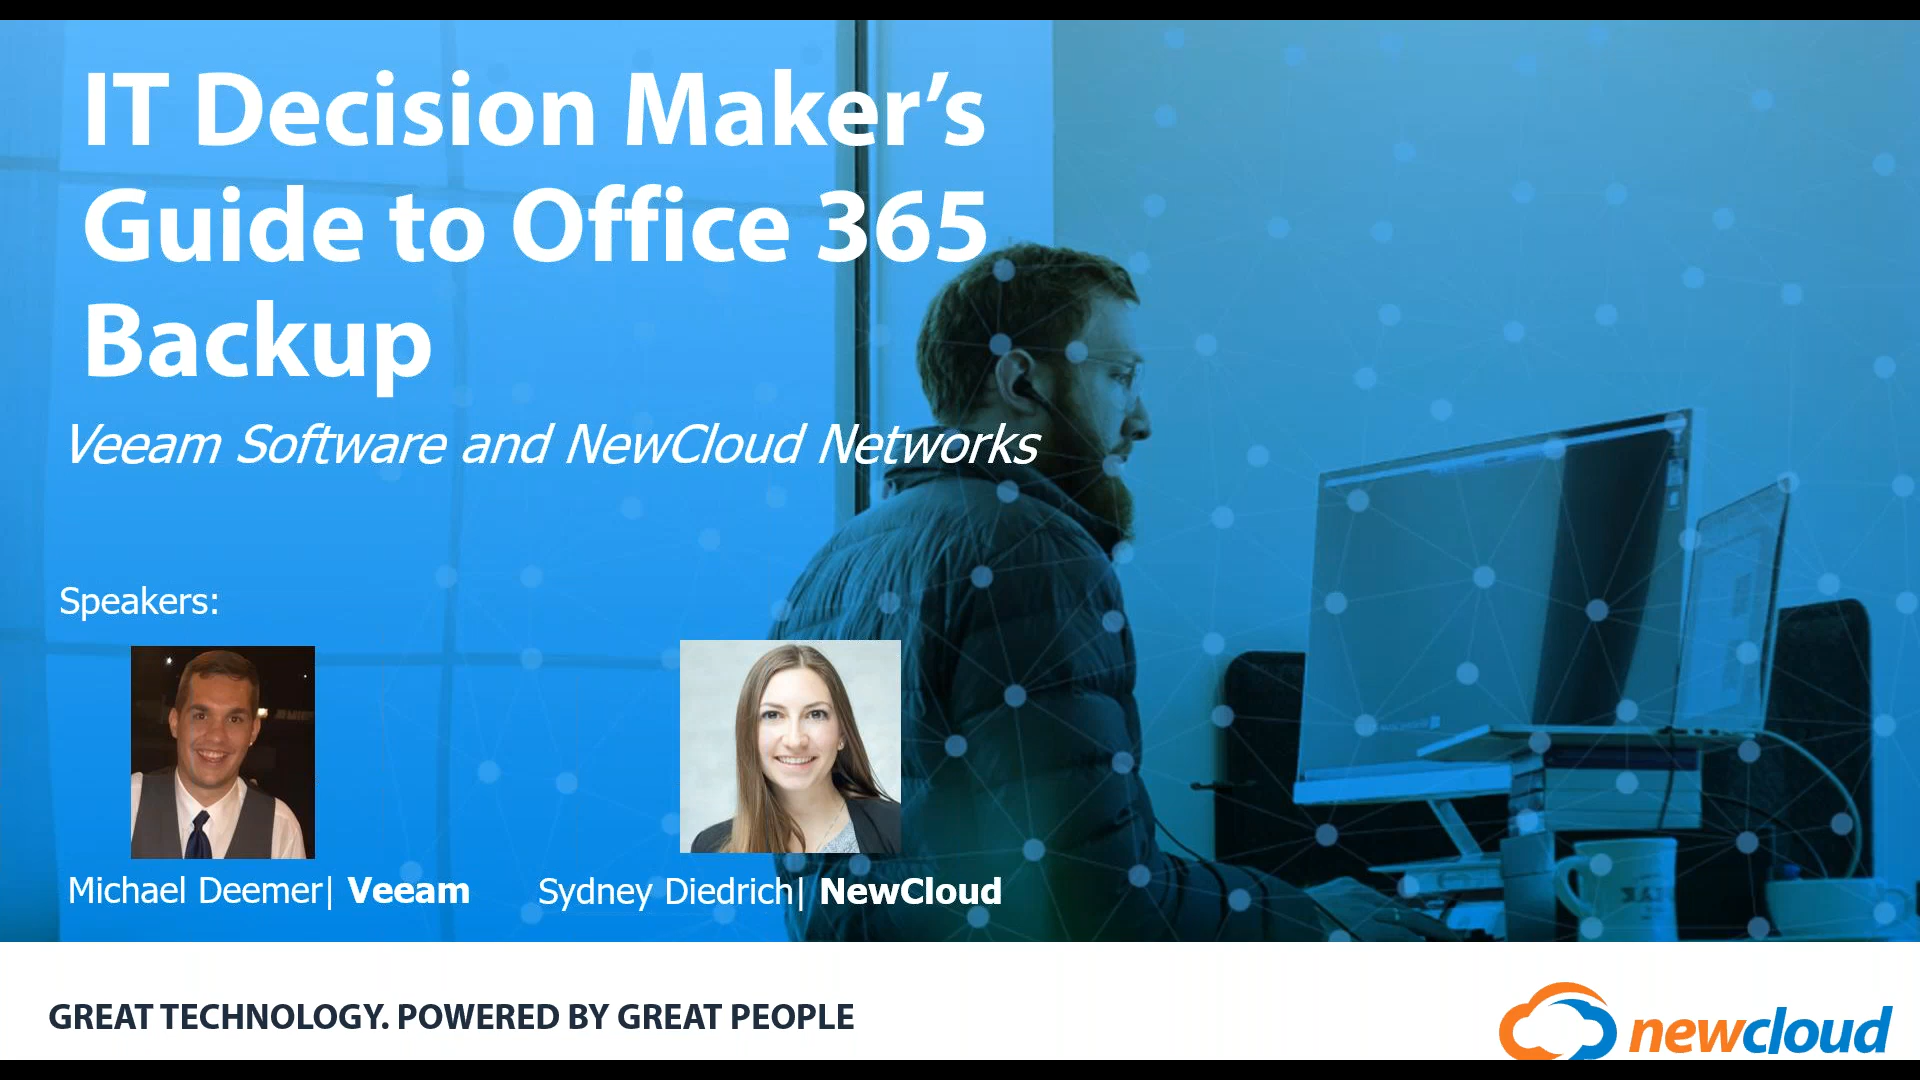 IT Decision Maker’s
Guide to Office 365
Backup
Veeam Software and NewCloud Networks
Speakers:
Michael Deemer| Veeam
Sydney Diedrich| NewCloud
GREAT TECHNOLOGY. POWERED BY GREAT PEOPLE
newcloud